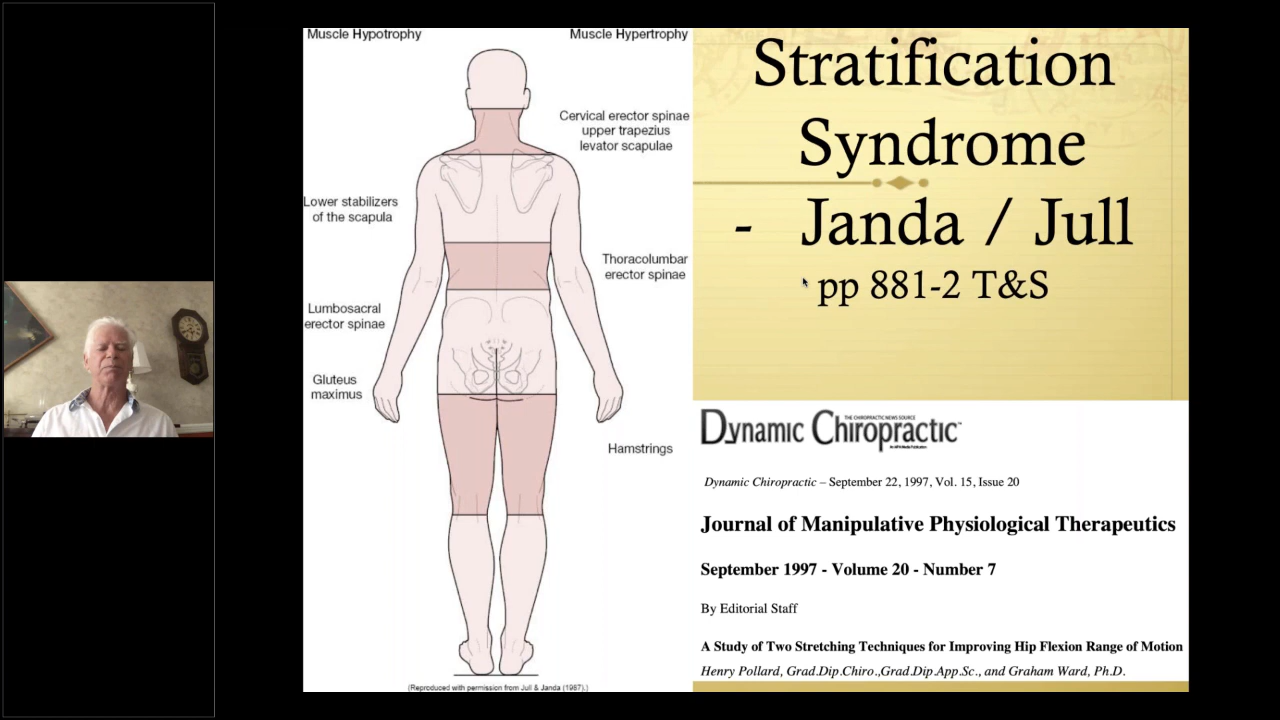 Muscle Hypotrophy
Muscle Hypertrophy
Cervical erector spinae
upper trapezius
levator scapulae
Lower stabilizers
of the scapula
Thoracolumbar
erector spinae
Lumbosacral
erector spinae
Gluteus
maximus
Hamstrings
(Reproduced with permission from Jull & Janda (1987).)
Stratification
Syndrome
- Janda / Jull
pp 881-2 T&S
THE CHIROPRACTIC NEWS SOURCE
Dynamic Chiropractic™
Dynamic Chiropractic – September 22, 1997, Vol. 15, Issue 20
Journal of Manipulative Physiological Therapeutics
September 1997 - Volume 20 - Number 7
By Editorial Staff
A Study of Two Stretching Techniques for Improving Hip Flexion Range of Motion
Henry Pollard, Grad.Dip.Chiro.,Grad.Dip.App.Sc., and Graham Ward, Ph.D.